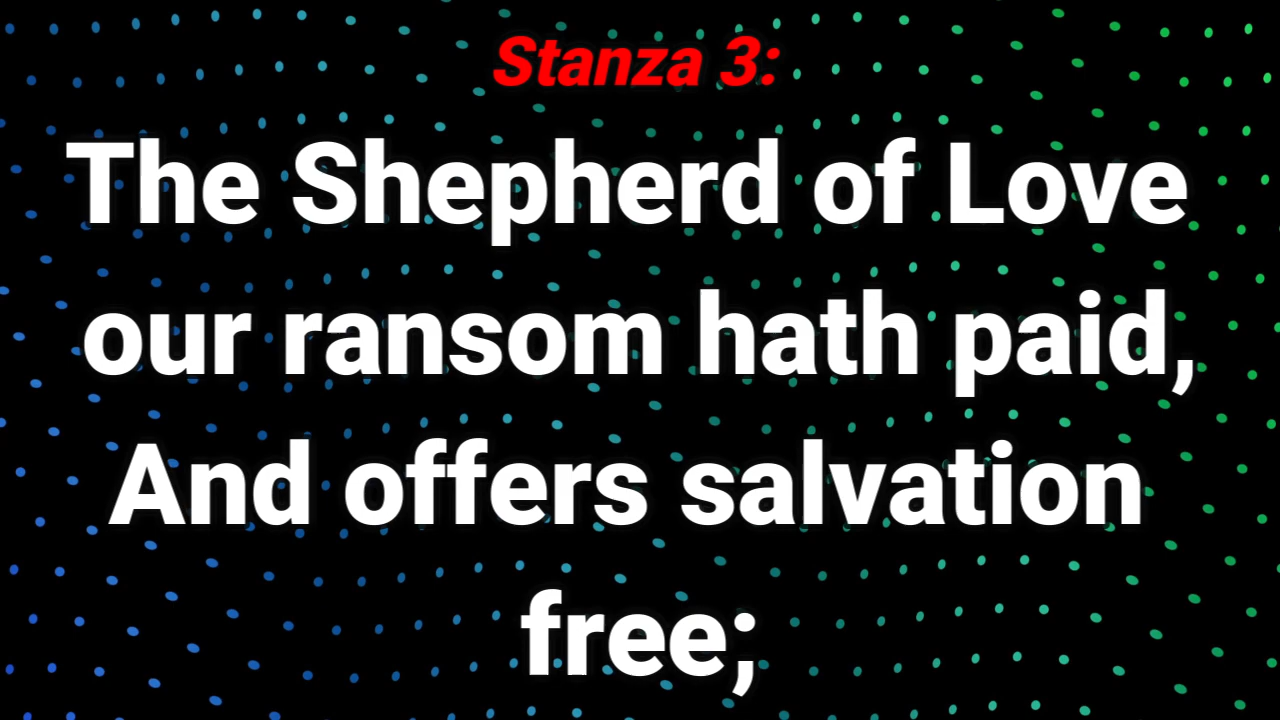 Stanza 3:
The Shepherd of Love
our ransom hath paid,
And offers salvation
free;